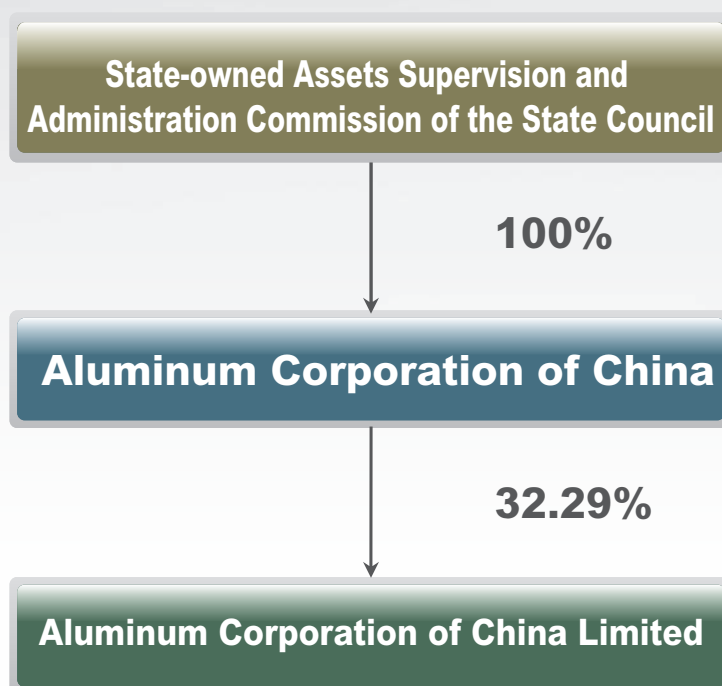 State-owned Assets Supervision and
Administration Commission of the State Council
100%
Aluminum Corporation of China
32.29%
Aluminum Corporation of China Limited